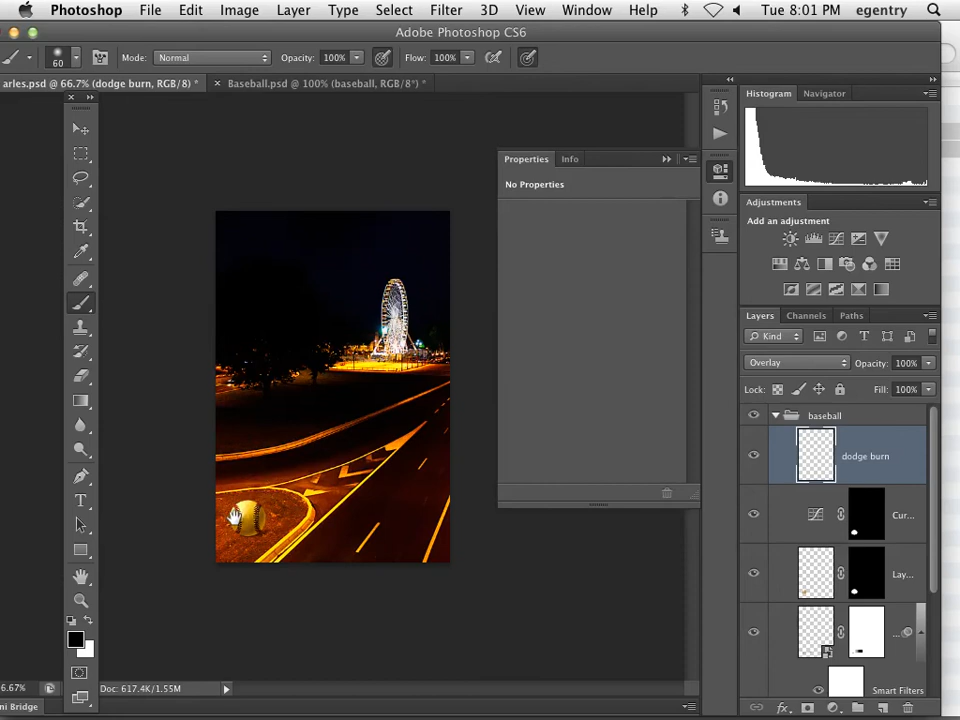 Photoshop File Edit Image Layer Type Select Filter 3D View Window Help Tue 8:01 PM egentry
Adobe Photoshop CS6
60 Mode: Normal Opacity: 100% Flow: 100%
arles.psd @ 66.7% (dodge burn, RGB/8) * × Baseball.psd @ 100% (baseball, RGB/8*) *
Histogram Navigator
Properties Info
No Properties
Adjustments
Add an adjustment
Layers Channels Paths
Kind
Overlay Opacity: 100%
Lock: Fill: 100%
baseball
dodge burn
Cur...
Lay...
...
Smart Filters
6.67% Doc: 617.4K/1.55M
ni Bridge